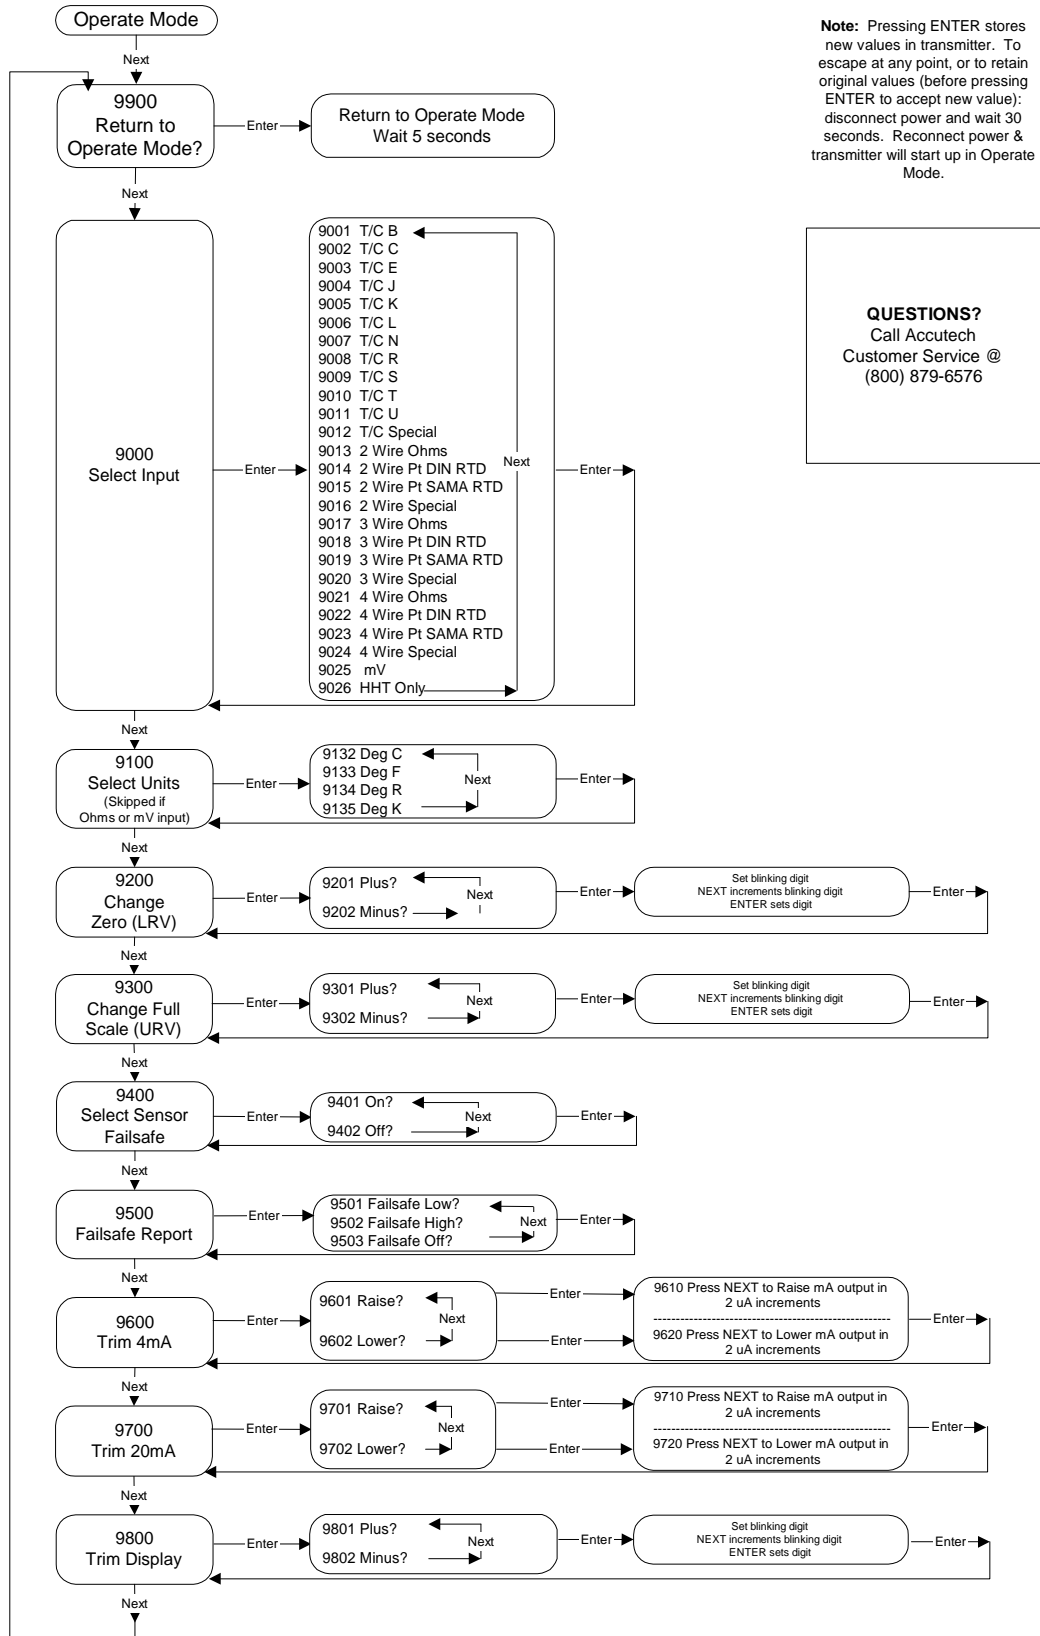 Operate Mode
Next
9900
Return to
Operate Mode?
Enter
Return to Operate Mode
Wait 5 seconds
Note: Pressing ENTER stores
new values in transmitter. To
escape at any point, or to retain
original values (before pressing
ENTER to accept new value):
disconnect power and wait 30
seconds. Reconnect power &
transmitter will start up in Operate
Mode.
QUESTIONS?
Call Accutech
Customer Service @
(800) 879-6576
Next
9000
Select Input
Enter
9001 T/C B
9002 T/C C
9003 T/C E
9004 T/C J
9005 T/C K
9006 T/C L
9007 T/C N
9008 T/C R
9009 T/C S
9010 T/C T
9011 T/C U
9012 T/C Special
9013 2 Wire Ohms
9014 2 Wire Pt DIN RTD
9015 2 Wire Pt SAMA RTD
9016 2 Wire Special
9017 3 Wire Ohms
9018 3 Wire Pt DIN RTD
9019 3 Wire Pt SAMA RTD
9020 3 Wire Special
9021 4 Wire Ohms
9022 4 Wire Pt DIN RTD
9023 4 Wire Pt SAMA RTD
9024 4 Wire Special
9025 mV
9026 HHT Only
Next
Enter
Next
9100
Select Units
(Skipped if
Ohms or mV input)
Enter
9132 Deg C
9133 Deg F
9134 Deg R
9135 Deg K
Next
Enter
Next
9200
Change
Zero (LRV)
Enter
9201 Plus?
Next
9202 Minus?
Enter
Set blinking digit
NEXT increments blinking digit
ENTER sets digit
Enter
Next
9300
Change Full
Scale (URV)
Enter
9301 Plus?
Next
9302 Minus?
Enter
Set blinking digit
NEXT increments blinking digit
ENTER sets digit
Enter
Next
9400
Select Sensor
Failsafe
Enter
9401 On?
Next
9402 Off?
Enter
Next
9500
Failsafe Report
Enter
9501 Failsafe Low?
9502 Failsafe High?
9503 Failsafe Off?
Next
Enter
Next
9600
Trim 4mA
Enter
9601 Raise?
Next
9602 Lower?
Enter
Enter
9610 Press NEXT to Raise mA output in
2 uA increments
9620 Press NEXT to Lower mA output in
2 uA increments
Enter
Next
9700
Trim 20mA
Enter
9701 Raise?
Next
9702 Lower?
Enter
Enter
9710 Press NEXT to Raise mA output in
2 uA increments
9720 Press NEXT to Lower mA output in
2 uA increments
Enter
Next
9800
Trim Display
Enter
9801 Plus?
Next
9802 Minus?
Enter
Set blinking digit
NEXT increments blinking digit
ENTER sets digit
Enter
Next